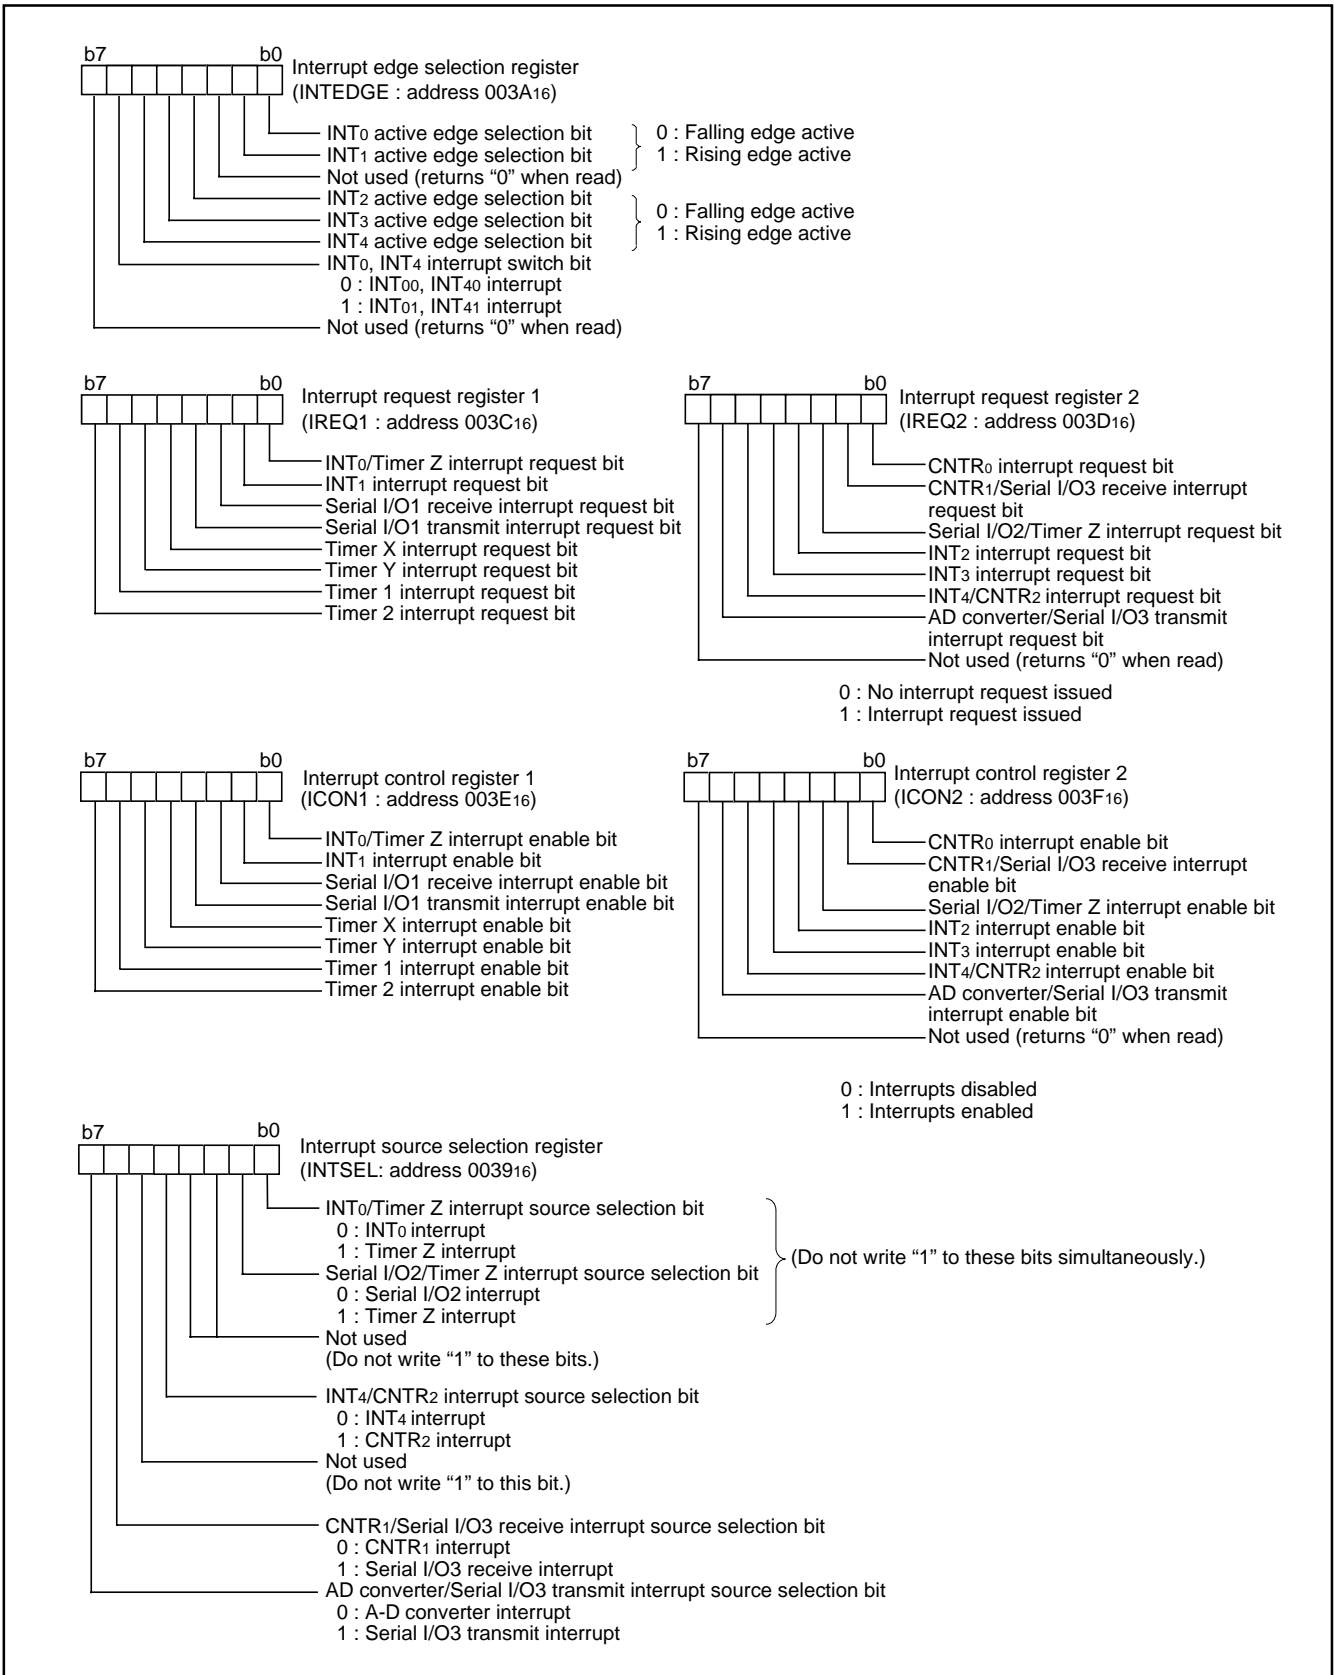 b7 b0
Interrupt edge selection register
(INTEDGE : address 003A16)
INT0 active edge selection bit
INT1 active edge selection bit
0 : Falling edge active
1 : Rising edge active
Not used (returns “0” when read)
INT2 active edge selection bit
INT3 active edge selection bit
INT4 active edge selection bit
0 : Falling edge active
1 : Rising edge active
INT0, INT4 interrupt switch bit
0 : INT00, INT40 interrupt
1 : INT01, INT41 interrupt
Not used (returns “0” when read)
b7 b0
Interrupt request register 1
(IREQ1 : address 003C16)
INT0/Timer Z interrupt request bit
INT1 interrupt request bit
Serial I/O1 receive interrupt request bit
Serial I/O1 transmit interrupt request bit
Timer X interrupt request bit
Timer Y interrupt request bit
Timer 1 interrupt request bit
Timer 2 interrupt request bit
b7 b0
Interrupt request register 2
(IREQ2 : address 003D16)
CNTR0 interrupt request bit
CNTR1/Serial I/O3 receive interrupt
request bit
Serial I/O2/Timer Z interrupt request bit
INT2 interrupt request bit
INT3 interrupt request bit
INT4/CNTR2 interrupt request bit
AD converter/Serial I/O3 transmit
interrupt request bit
Not used (returns “0” when read)
0 : No interrupt request issued
1 : Interrupt request issued
b7 b0
Interrupt control register 1
(ICON1 : address 003E16)
INT0/Timer Z interrupt enable bit
INT1 interrupt enable bit
Serial I/O1 receive interrupt enable bit
Serial I/O1 transmit interrupt enable bit
Timer X interrupt enable bit
Timer Y interrupt enable bit
Timer 1 interrupt enable bit
Timer 2 interrupt enable bit
b7 b0
Interrupt control register 2
(ICON2 : address 003F16)
CNTR0 interrupt enable bit
CNTR1/Serial I/O3 receive interrupt
enable bit
Serial I/O2/Timer Z interrupt enable bit
INT2 interrupt enable bit
INT3 interrupt enable bit
INT4/CNTR2 interrupt enable bit
AD converter/Serial I/O3 transmit
interrupt enable bit
Not used (returns “0” when read)
0 : Interrupts disabled
1 : Interrupts enabled
b7 b0
Interrupt source selection register
(INTSEL: address 003916)
INT0/Timer Z interrupt source selection bit
0 : INT0 interrupt
1 : Timer Z interrupt
Serial I/O2/Timer Z interrupt source selection bit
0 : Serial I/O2 interrupt
1 : Timer Z interrupt
(Do not write “1” to these bits simultaneously.)
Not used
(Do not write “1” to these bits.)
INT4/CNTR2 interrupt source selection bit
0 : INT4 interrupt
1 : CNTR2 interrupt
Not used
(Do not write “1” to this bit.)
CNTR1/Serial I/O3 receive interrupt source selection bit
0 : CNTR1 interrupt
1 : Serial I/O3 receive interrupt
AD converter/Serial I/O3 transmit interrupt source selection bit
0 : A-D converter interrupt
1 : Serial I/O3 transmit interrupt